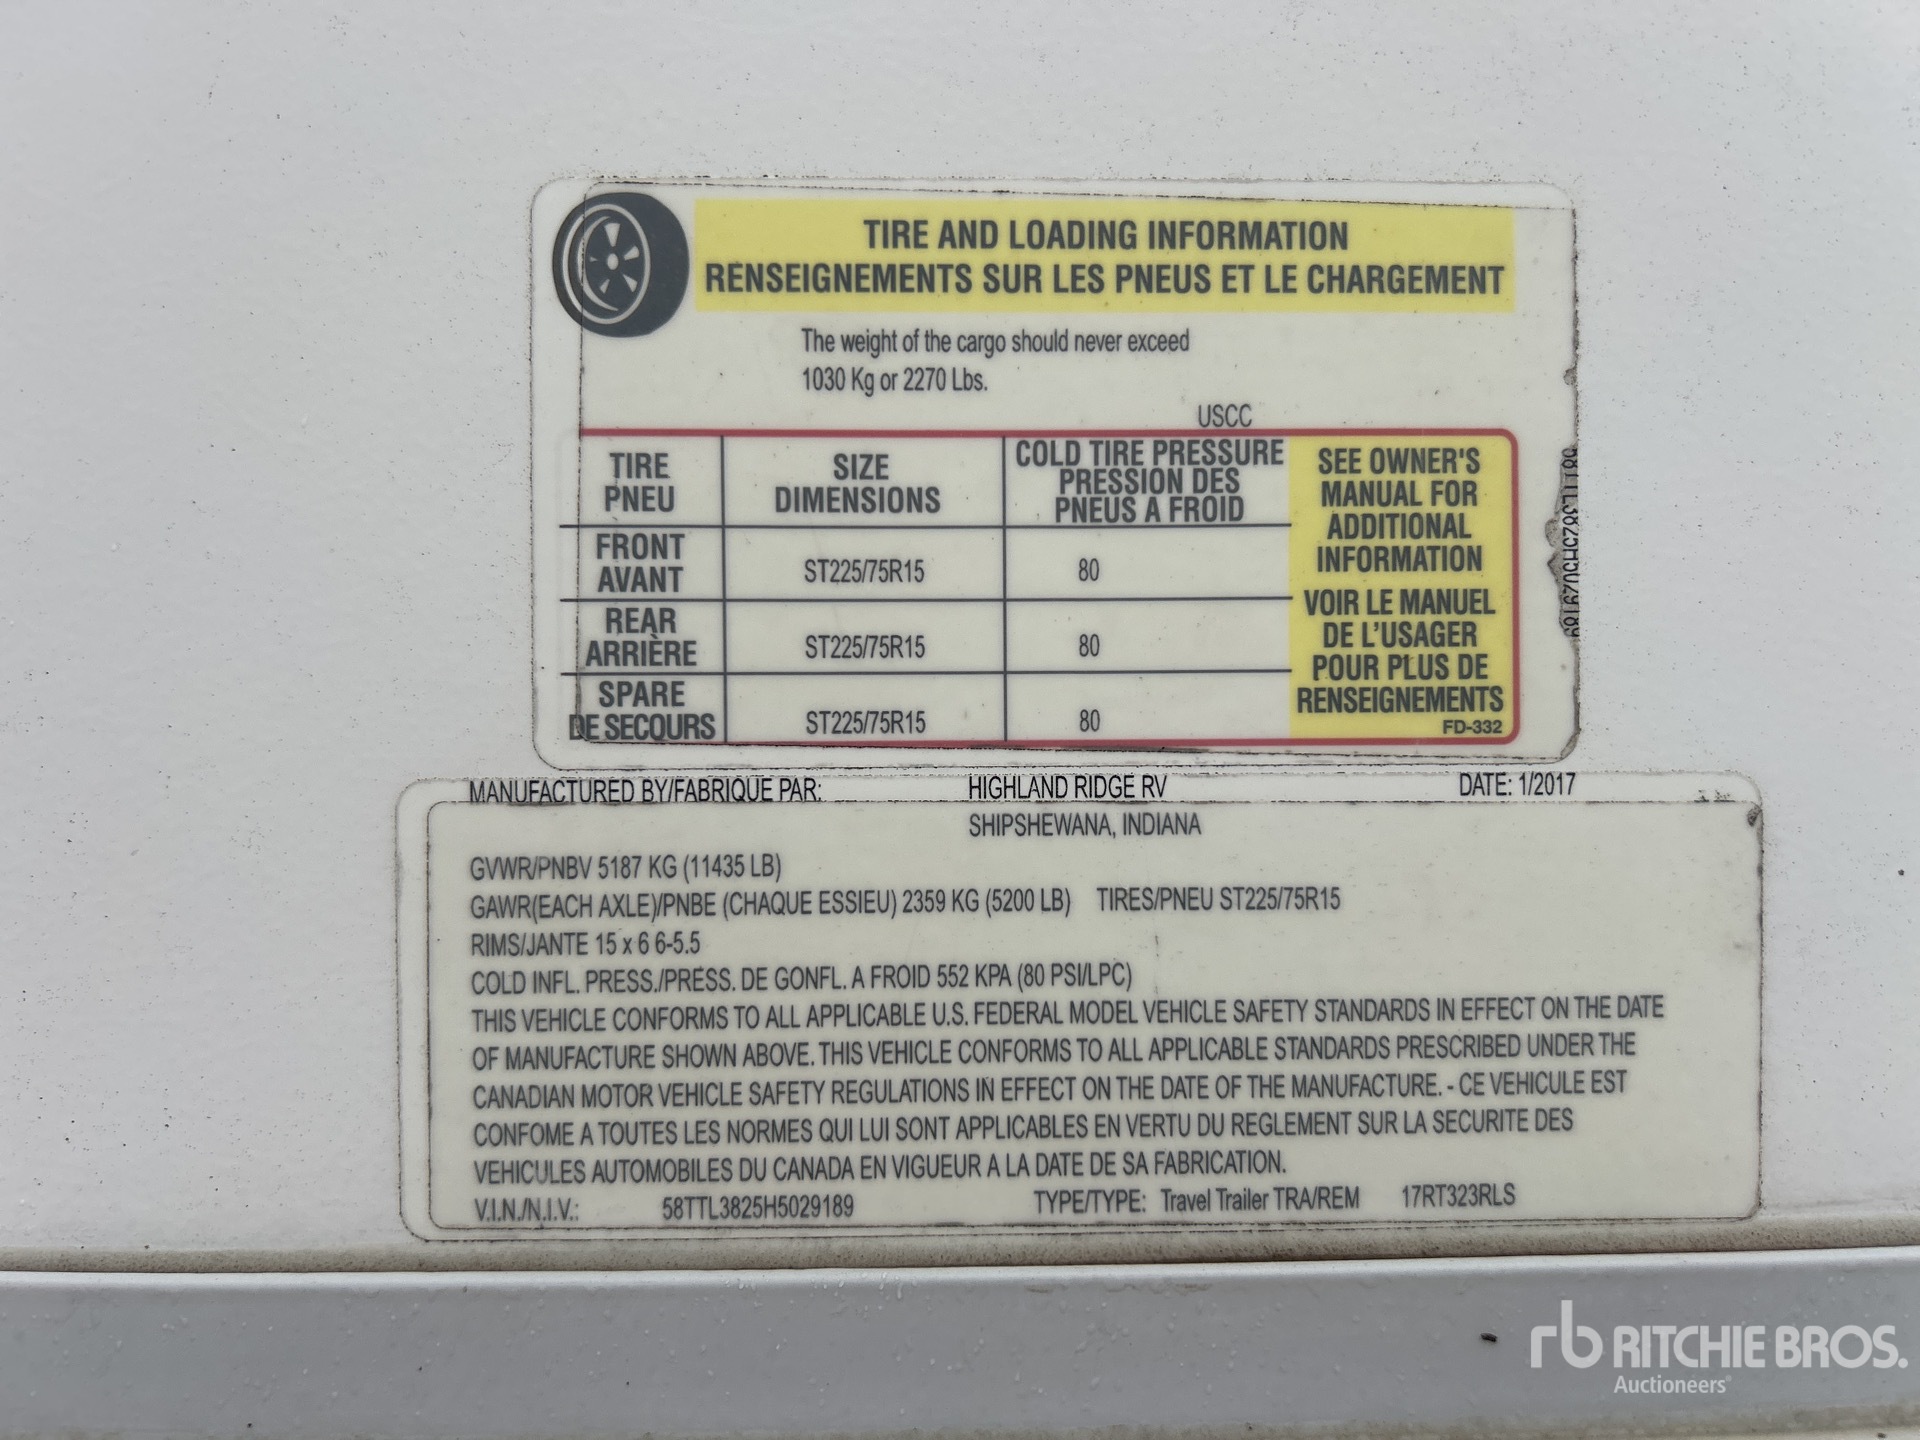 TIRE AND LOADING INFORMATION
RENSEIGNEMENTS SUR LES PNEUS ET LE CHARGEMENT
The weight of the cargo should never exceed
1030 Kg or 2270 Lbs.
USCC
TIRE PNEU SIZE DIMENSIONS COLD TIRE PRESSURE PRESSION DES PNEUS A FROID
FRONT AVANT ST225/75R15 80
REAR ARRIÈRE ST225/75R15 80
SPARE DE SECOURS ST225/75R15 80
SEE OWNER'S
MANUAL FOR
ADDITIONAL
INFORMATION
VOIR LE MANUEL
DE L'USAGER
POUR PLUS DE
RENSEIGNEMENTS
FD-332
MANUFACTURED BY/FABRIQUE PAR: HIGHLAND RIDGE RV DATE: 1/2017
SHIPSHEWANA, INDIANA
GVWR/PNBV 5187 KG (11435 LB)
GAWR(EACH AXLE)/PNBE (CHAQUE ESSIEU) 2359 KG (5200 LB) TIRES/PNEU ST225/75R15
RIMS/JANTE 15 x 6 6-5.5
COLD INFL. PRESS./PRESS. DE GONFL. A FROID 552 KPA (80 PSI/LPC)
THIS VEHICLE CONFORMS TO ALL APPLICABLE U.S. FEDERAL MODEL VEHICLE SAFETY STANDARDS IN EFFECT ON THE DATE
OF MANUFACTURE SHOWN ABOVE. THIS VEHICLE CONFORMS TO ALL APPLICABLE STANDARDS PRESCRIBED UNDER THE
CANADIAN MOTOR VEHICLE SAFETY REGULATIONS IN EFFECT ON THE DATE OF THE MANUFACTURE. - CE VEHICULE EST
CONFOME A TOUTES LES NORMES QUI LUI SONT APPLICABLES EN VERTU DU REGLEMENT SUR LA SECURITE DES
VEHICULES AUTOMOBILES DU CANADA EN VIGUEUR A LA DATE DE SA FABRICATION.
V.I.N./N.I.V.: 58TTL3825H5029189 TYPE/TYPE: Travel Trailer TRA/REM 17RT323RLS
rb RITCHIE BROS.
Auctioneers